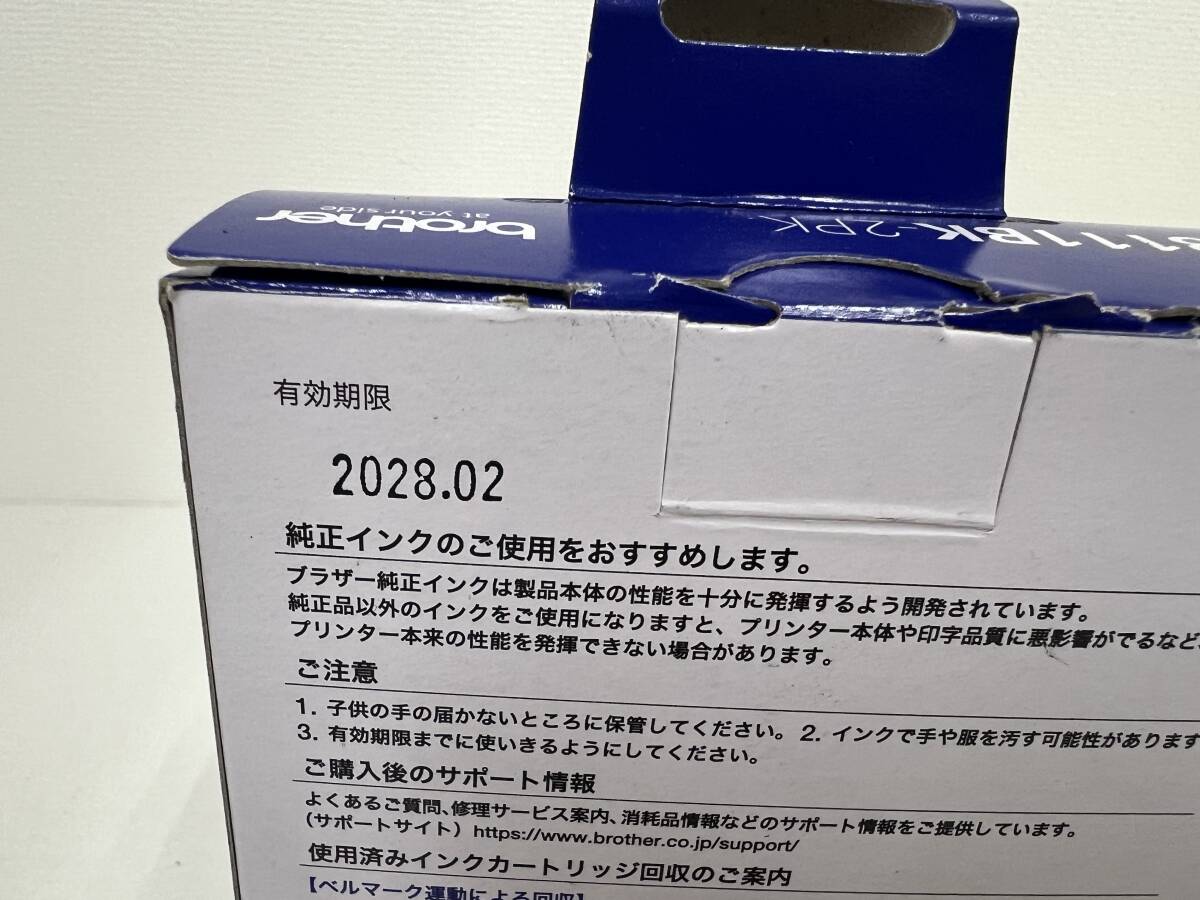 brother
at your side
111BK-2PK
有効期限
2028.02
純正インクのご使用をおすすめします。
ブラザー純正インクは製品本体の性能を十分に発揮するよう開発されています。
純正品以外のインクをご使用になりますと、プリンター本体や印字品質に悪影響がでるなど、
プリンター本来の性能を発揮できない場合があります。
ご注意
1. 子供の手の届かないところに保管してください。 2. インクで手や服を汚す可能性があります
3. 有効期限までに使いきるようにしてください。
ご購入後のサポート情報
よくあるご質問、修理サービス案内、消耗品情報などのサポート情報をご提供しています。
（サポートサイト）https://www.brother.co.jp/support/
使用済みインクカートリッジ回収のご案内
【ベルマーク運動による回収】